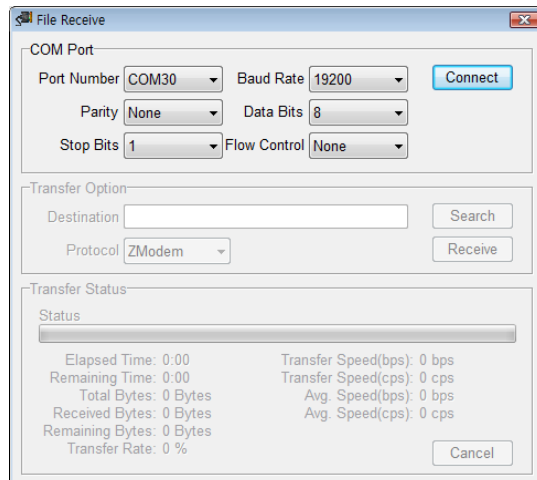 File Receive
COM Port
Port Number COM30 Baud Rate 19200 Connect
Parity None Data Bits 8
Stop Bits 1 Flow Control None
Transfer Option
Destination Search
Protocol ZModem Receive
Transfer Status
Status
Elapsed Time: 0:00 Transfer Speed(bps): 0 bps
Remaining Time: 0:00 Transfer Speed(cps): 0 cps
Total Bytes: 0 Bytes Avg. Speed(bps): 0 bps
Received Bytes: 0 Bytes Avg. Speed(cps): 0 cps
Remaining Bytes: 0 Bytes
Transfer Rate: 0 % Cancel